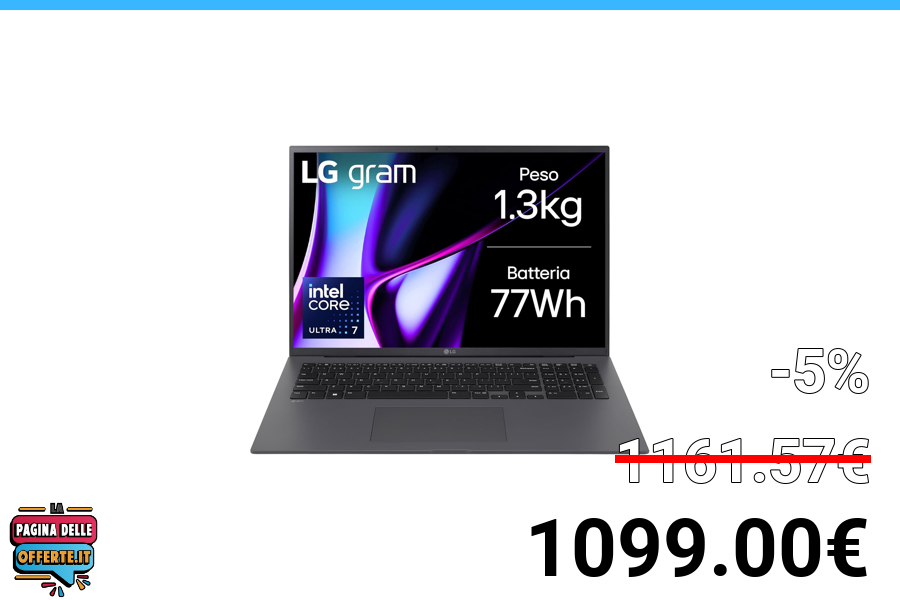 LG gram
Peso
1.3kg
Batteria
77Wh
intel
CORE
ULTRA 7
LG
-5%
1161.57€
1099.00€
LA
PAGINA DELLE
OFFERTE.IT